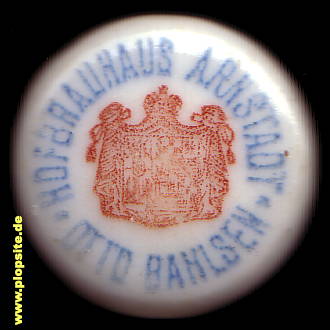 HOFBRAUHAUS ARNSTADT
* OTTO BAHLSEN *
www.plopsite.de